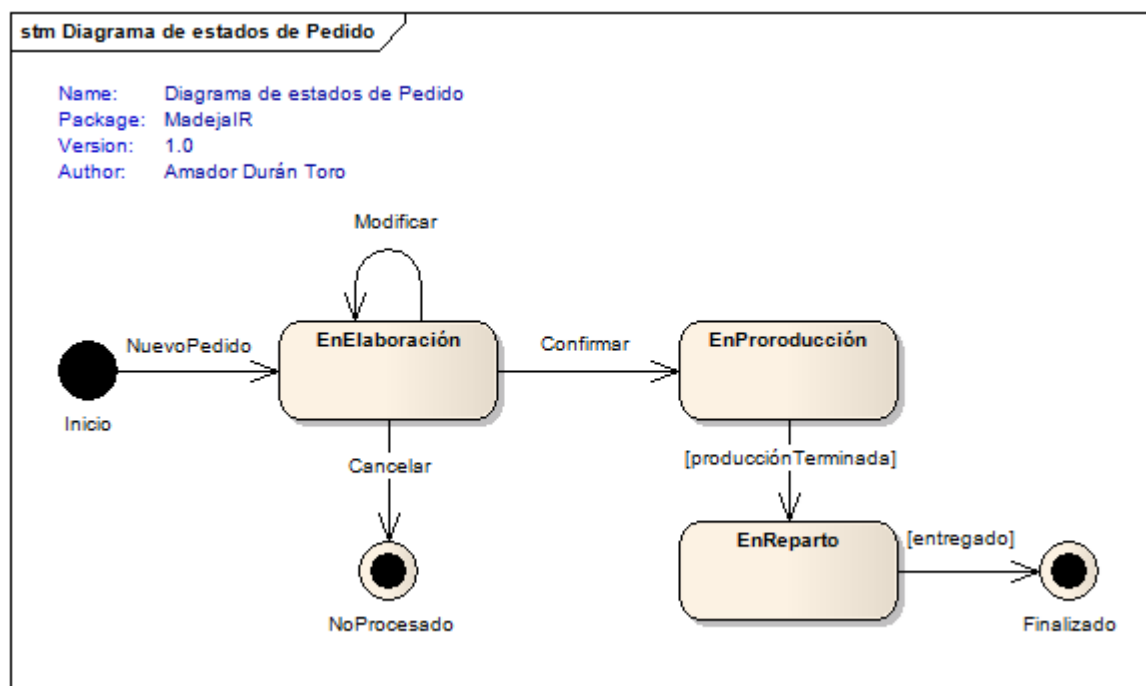 stm Diagrama de estados de Pedido
Name: Diagrama de estados de Pedido
Package: MadejaIR
Version: 1.0
Author: Amador Durán Toro
Modificar
NuevoPedido
EnElaboración
Confirmar
EnProroducción
Inicio
Cancelar
[producciónTerminada]
EnReparto
[entregado]
NoProcesado
Finalizado